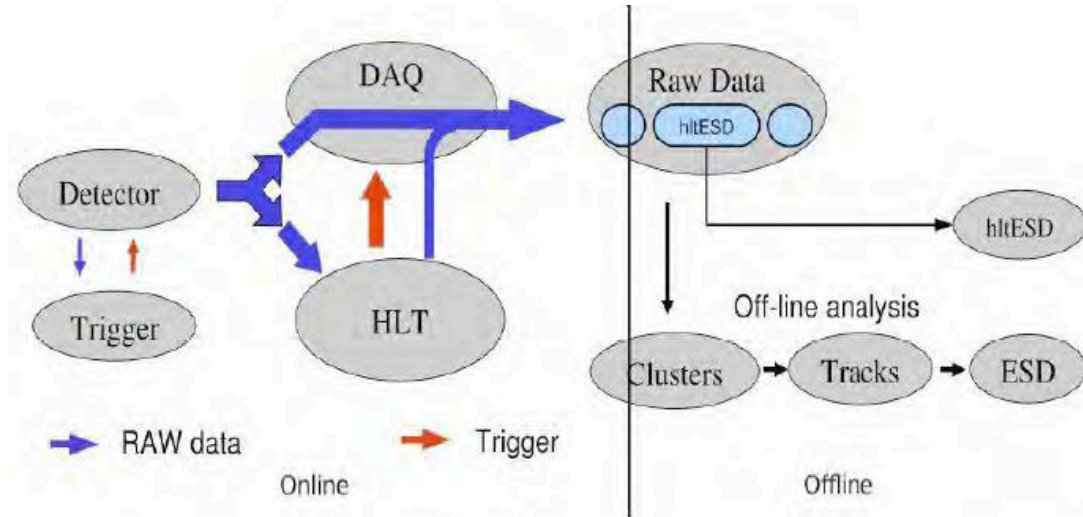 DAQ
Raw Data
hltESD
Detector
hltESD
Trigger
HLT
Off-line analysis
Clusters
Tracks
ESD
RAW data
Trigger
Online
Offline